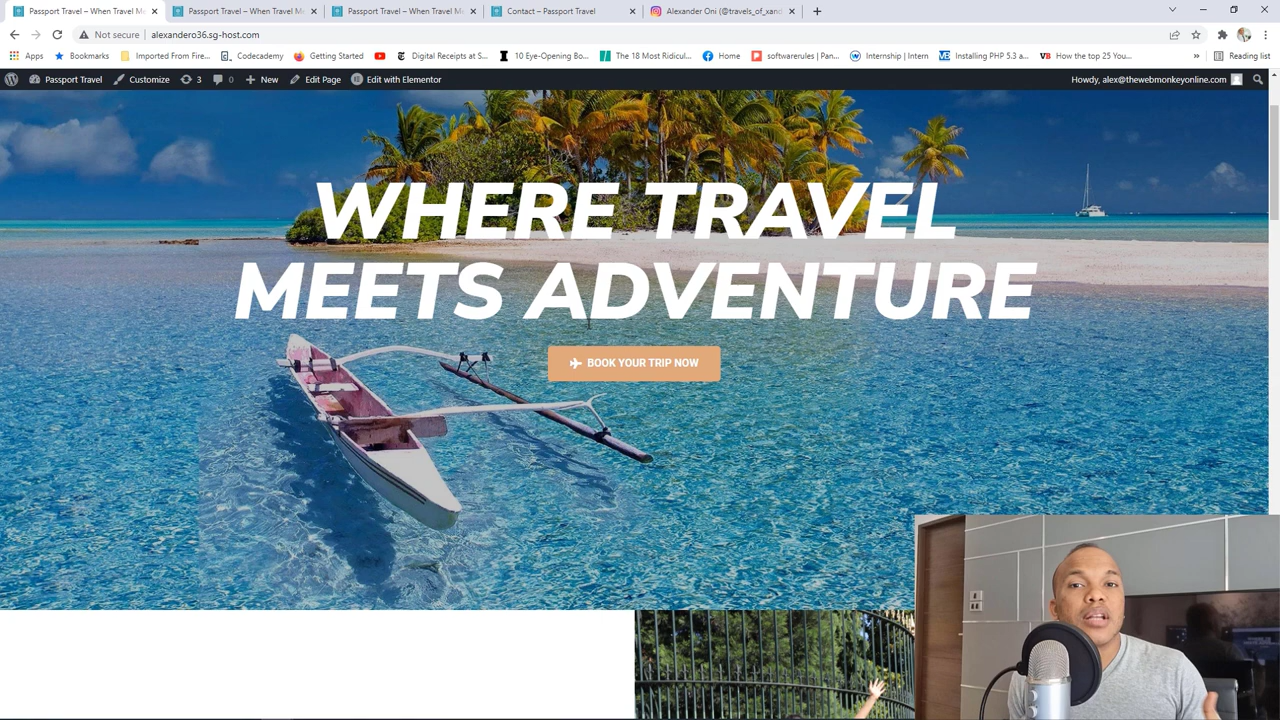 Passport Travel – When Travel Me
Passport Travel – When Travel Me
Passport Travel – When Travel Me
Contact – Passport Travel
Alexander Oni (@travels_of_xand
Not secure
alexandero36.sg-host.com
Apps
Bookmarks
Imported From Fire...
Codecademy
Getting Started
Digital Receipts at S...
10 Eye-Opening Bo...
The 18 Most Ridicul...
Home
softwarerules | Pan...
Internship | Intern
Installing PHP 5.3 a...
How the top 25 You...
»
Reading list
Passport Travel
Customize
3
0
New
Edit Page
Edit with Elementor
Howdy, alex@thewebmonkeyonline.com
WHERE TRAVEL
MEETS ADVENTURE
BOOK YOUR TRIP NOW